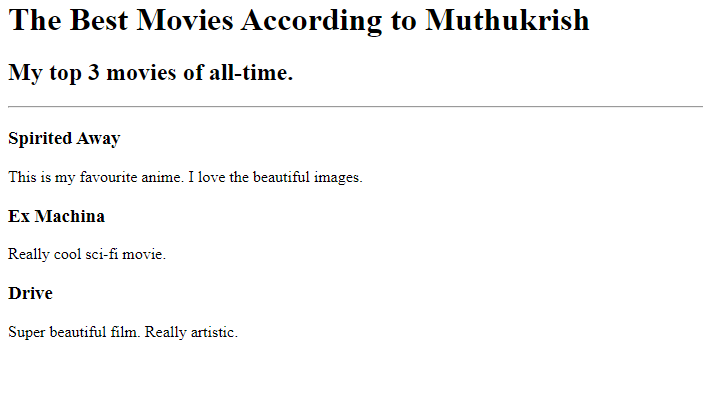 The Best Movies According to Muthukrish
My top 3 movies of all-time.
Spirited Away
This is my favourite anime. I love the beautiful images.
Ex Machina
Really cool sci-fi movie.
Drive
Super beautiful film. Really artistic.